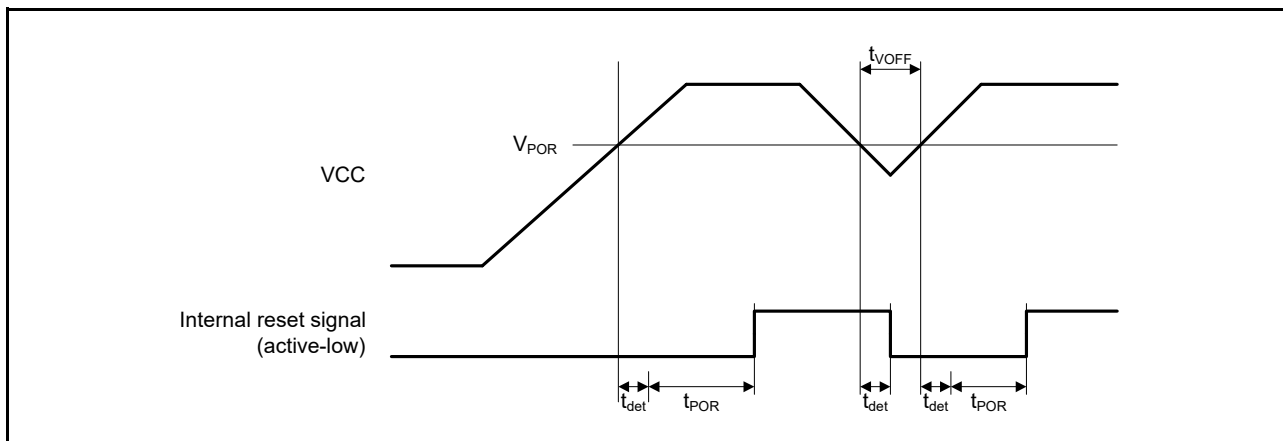 tVOFF
VPOR
VCC
Internal reset signal
(active-low)
tdet
tPOR
tdet
tdet
tPOR